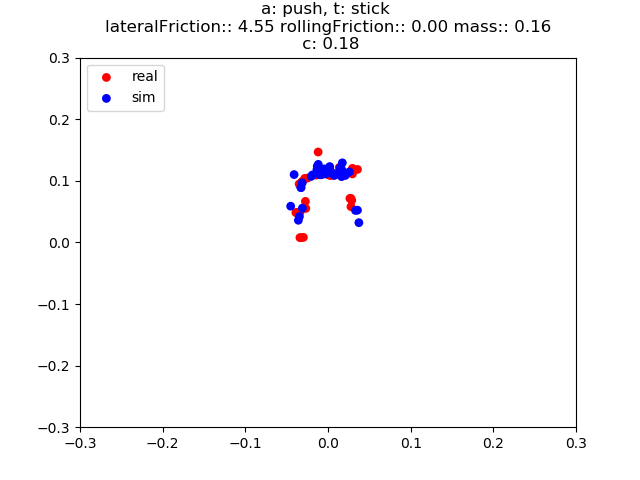 a: push, t: stick
lateralFriction:: 4.55 rollingFriction:: 0.00 mass:: 0.16
c: 0.18
real
sim
0.3
0.2
0.1
0.0
−0.1
−0.2
−0.3
−0.3
−0.2
−0.1
0.0
0.1
0.2
0.3